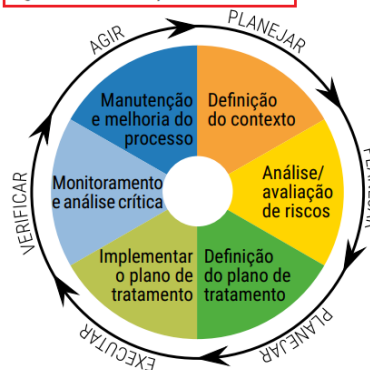 AGIR
PLANEJAR
Manutenção
e melhoria do
processo
Definição
do contexto
Monitoramento
e análise crítica
Análise/
avaliação
de riscos
VERIFICAR
Implementar
o plano de
tratamento
Definição
do plano de
tratamento
EXECUTAR
PLANEJAR